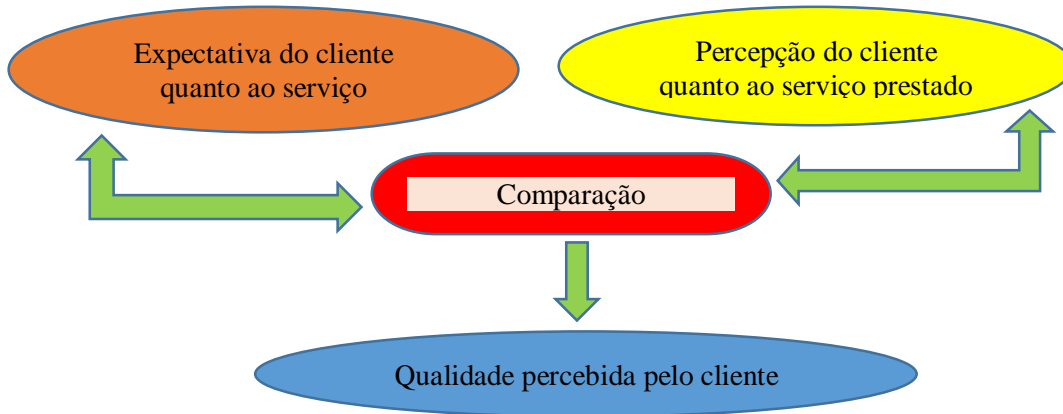 Expectativa do cliente
quanto ao serviço
Percepção do cliente
quanto ao serviço prestado
Comparação
Qualidade percebida pelo cliente